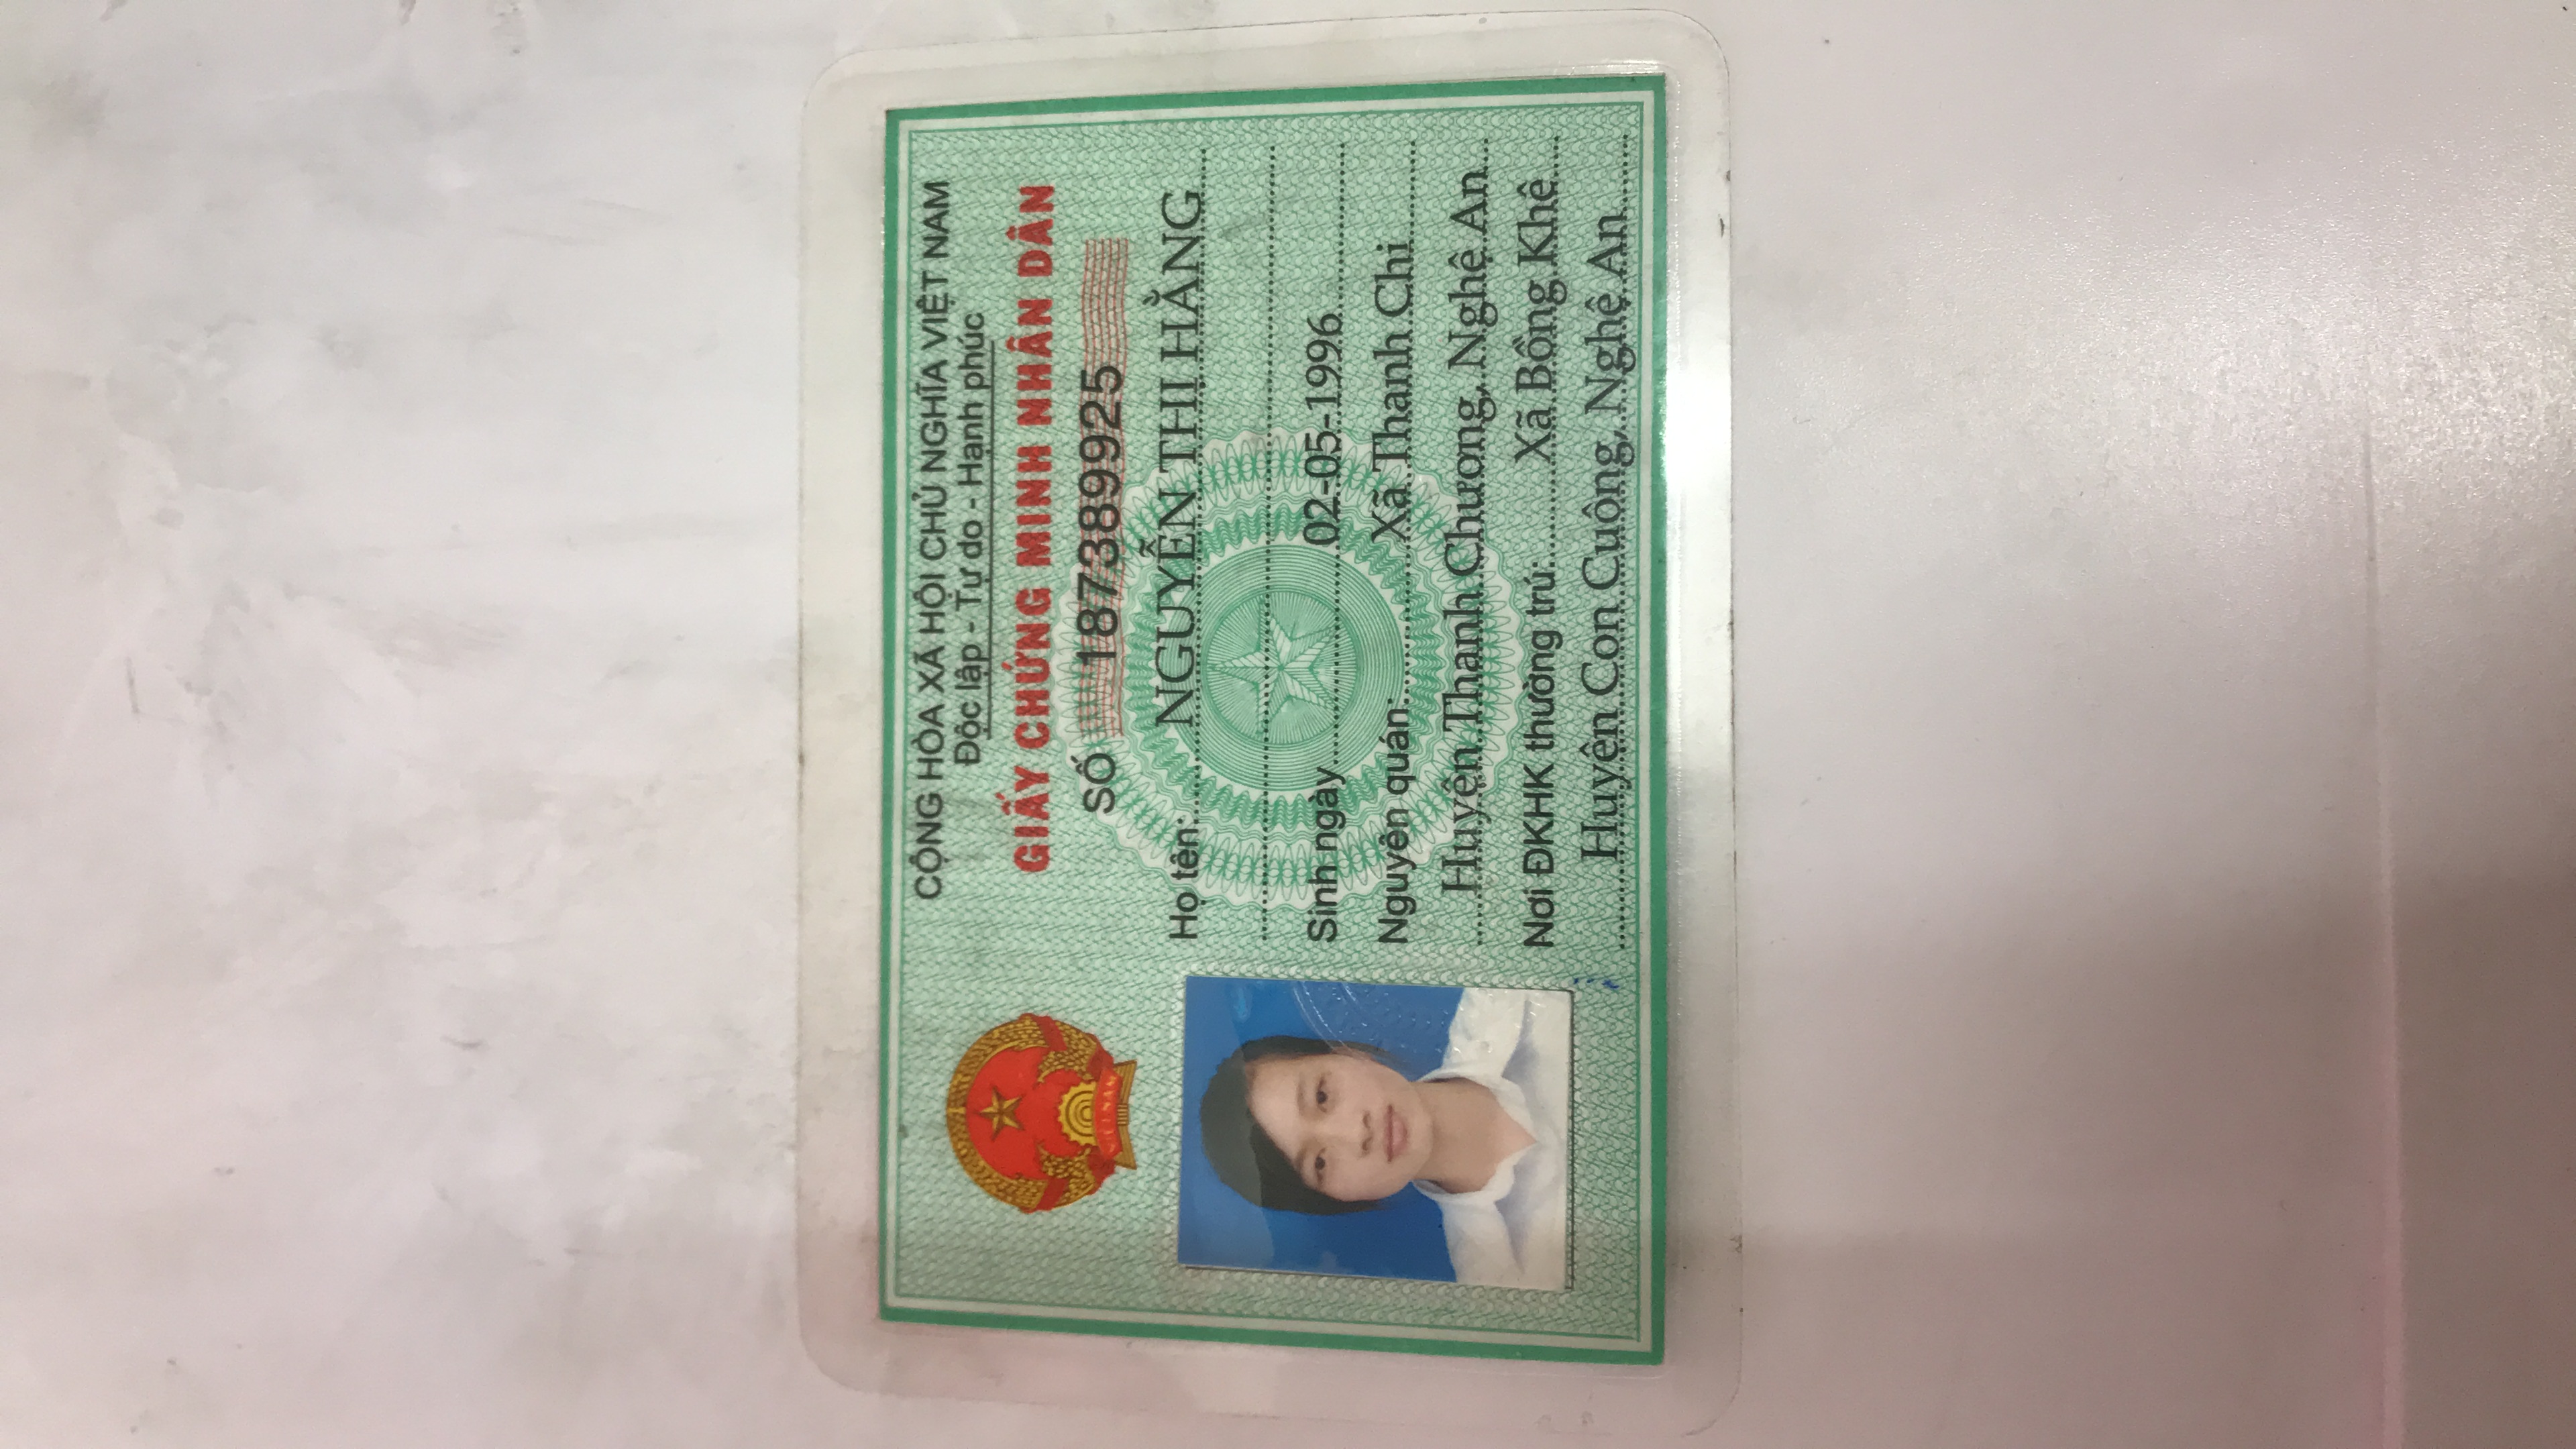 CỘNG HÒA XÃ HỘI CHỦ NGHĨA VIỆT NAM
Độc lập - Tự do - Hạnh phúc
GIẤY CHỨNG MINH NHÂN DÂN
SỐ 187389925
VIỆT NAM
Họ tên: NGUYỄN THỊ HẰNG
Sinh ngày 02-05-1996
Nguyên quán: Xã Thanh Chi
Huyện Thanh Chương, Nghệ An
Nơi ĐKHK thường trú: Xã Bồng Khê
Huyện Con Cuông, Nghệ An